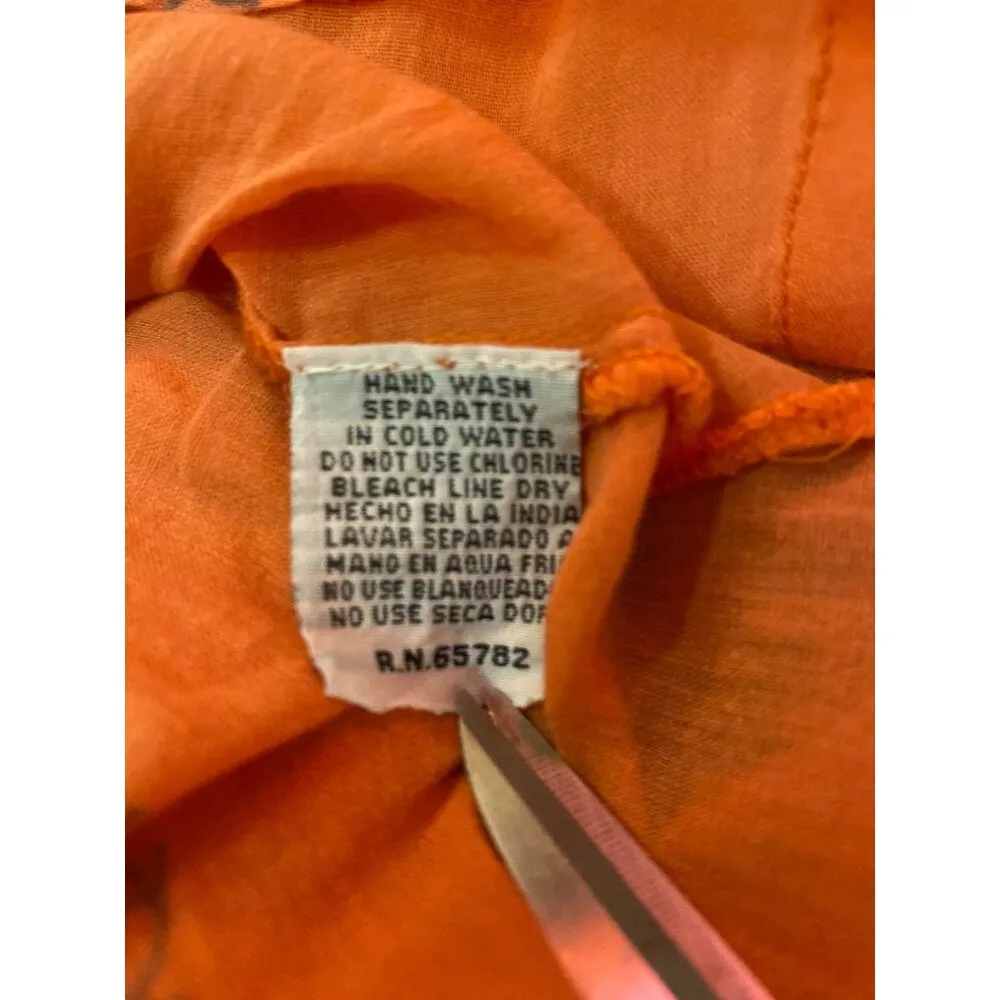 HAND WASH
SEPARATELY
IN COLD WATER
DO NOT USE CHLORINE
BLEACH LINE DRY
HECHO EN LA INDIA
LAVAR SEPARADO A
MANO EN AQUA FRI
NO USE BLANQUEAD
NO USE SECA DOR
R.N.65782